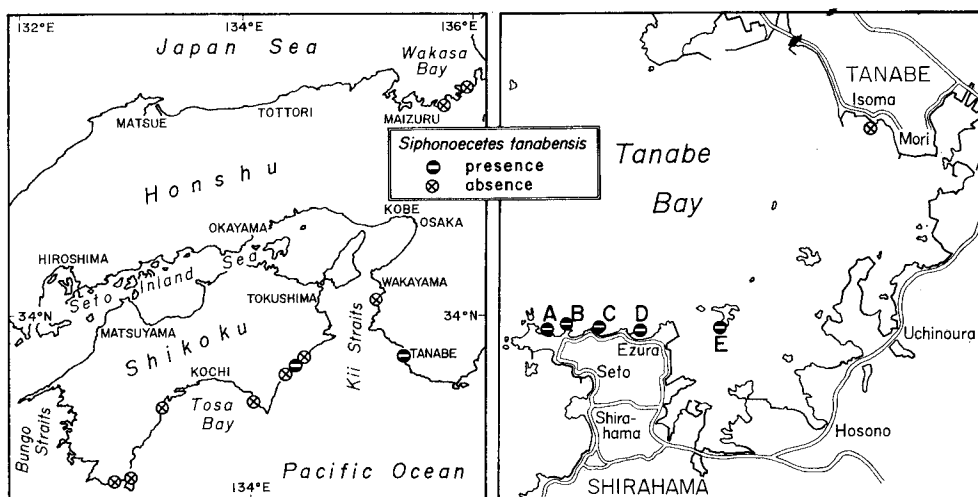 132°E
134°E
136°E
Japan Sea
Wakasa
Bay
MATSUE
TOTTORI
MAIZURU
Siphonoecetes tanabensis
presence
absence
Honshu
KOBE
OSAKA
OKAYAMA
HIROSHIMA
Seto Inland Sea
WAKAYAMA
TOKUSHIMA
34°N
34°N
MATSUYAMA
Shikoku
Kii Straits
TANABE
KOCHI
Tosa
Bay
Bungo
Straits
Pacific Ocean
134°E
TANABE
Isoma
Mori
Tanabe
Bay
A
B
C
D
E
Ezura
Seto
Uchinoura
Shira-
hama
Hosono
SHIRAHAMA